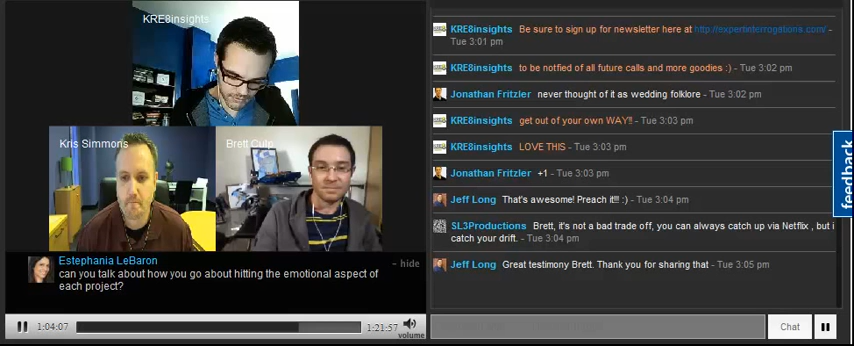 KRE8insights
Kris Simmons
Brett Culp
Estephania LeBaron
– hide
can you talk about how you go about hitting the emotional aspect of
each project?
1:04:07
1:21:57
volume
KRE8insights Be sure to sign up for newsletter here at http://expertinterrogations.com/ –
Tue 3:01 pm
KRE8insights to be notfied of all future calls and more goodies :) – Tue 3:02 pm
Jonathan Fritzler never thought of it as wedding folklore – Tue 3:02 pm
KRE8insights get out of your own WAY!! – Tue 3:03 pm
KRE8insights LOVE THIS – Tue 3:03 pm
Jonathan Fritzler +1 – Tue 3:03 pm
Jeff Long That's awesome! Preach it!!! :) – Tue 3:04 pm
SL3Productions Brett, it's not a bad trade off, you can always catch up via Netflix , but i
catch your drift. – Tue 3:04 pm
Jeff Long Great testimony Brett. Thank you for sharing that – Tue 3:05 pm
Chat
feedback